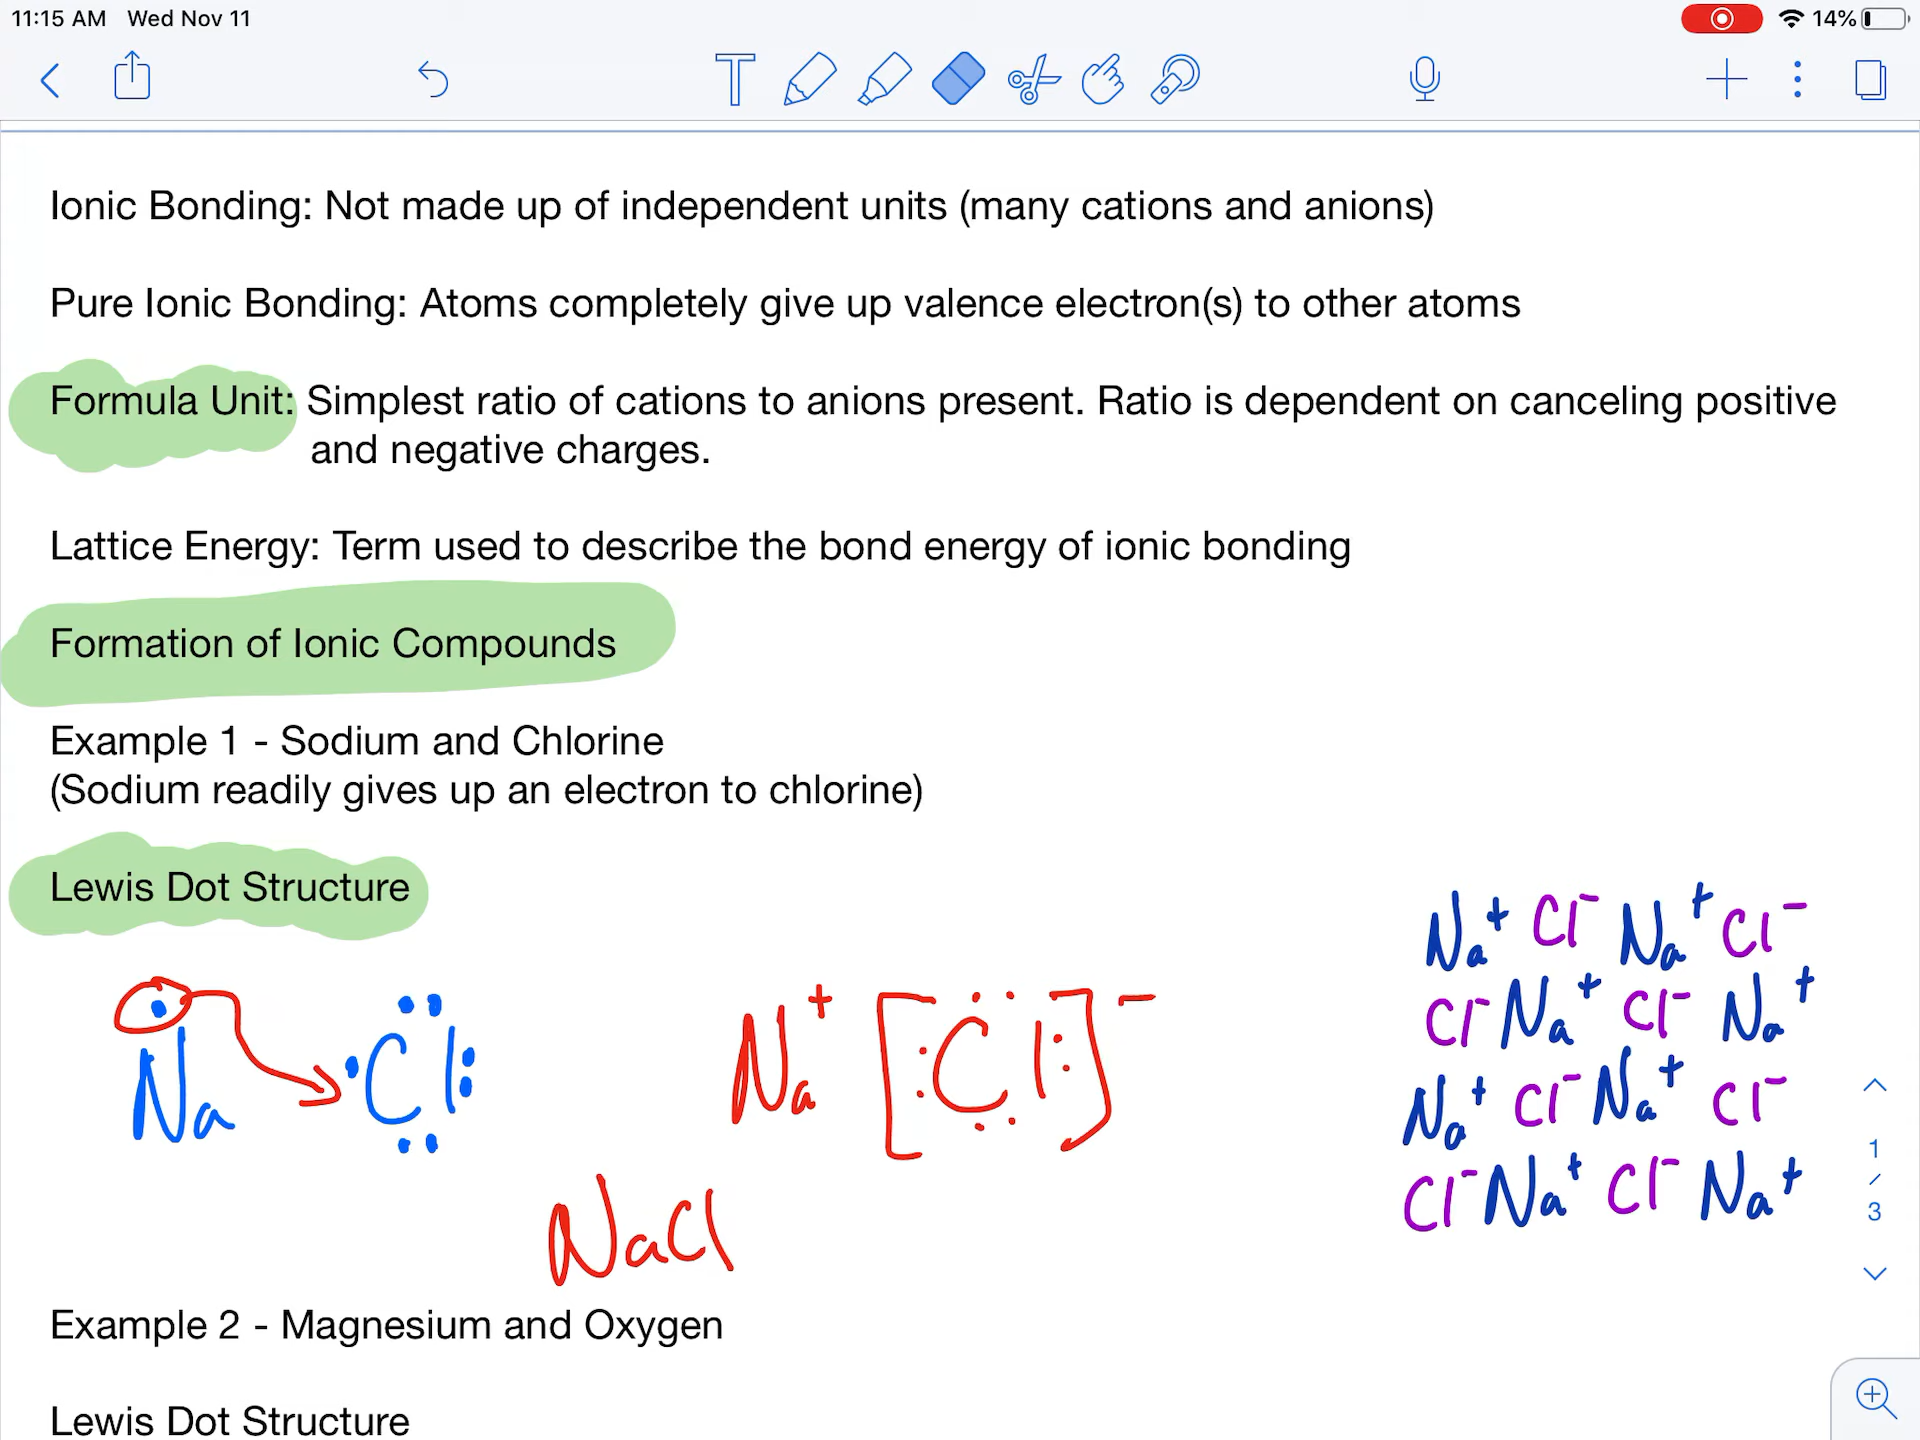 11:15 AM Wed Nov 11
14%
T
Ionic Bonding: Not made up of independent units (many cations and anions)
Pure Ionic Bonding: Atoms completely give up valence electron(s) to other atoms
Formula Unit: Simplest ratio of cations to anions present. Ratio is dependent on canceling positive
and negative charges.
Lattice Energy: Term used to describe the bond energy of ionic bonding
Formation of Ionic Compounds
Example 1 - Sodium and Chlorine
(Sodium readily gives up an electron to chlorine)
Lewis Dot Structure
Na Cl
Na+ [Cl]-
NaCl
Na+ Cl- Na+ Cl-
Cl- Na+ Cl- Na+
Na+ Cl- Na+ Cl-
Cl- Na+ Cl- Na+
1
/
3
Example 2 - Magnesium and Oxygen
Lewis Dot Structure